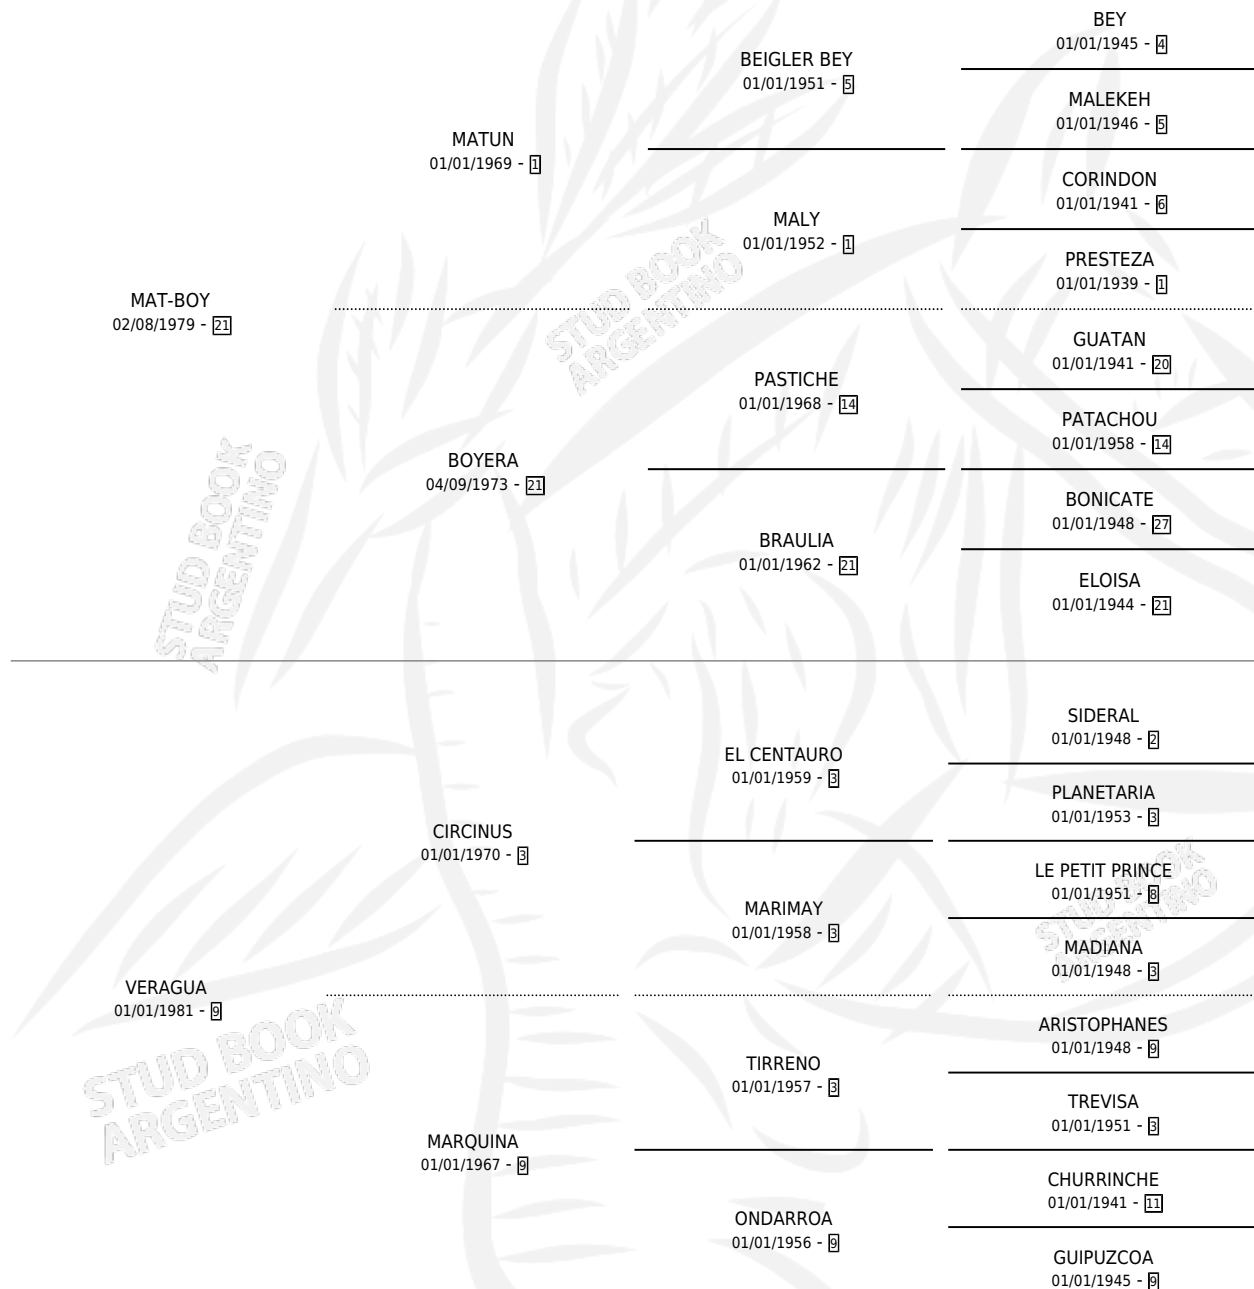 BEY
01/01/1945 - 4
BEIGLER BEY
01/01/1951 - 5
MALEKEH
01/01/1946 - 5
MATUN
01/01/1969 - 1
CORINDON
01/01/1941 - 6
MALY
01/01/1952 - 1
PRESTEZA
01/01/1939 - 1
MAT-BOY
02/08/1979 - 21
GUATAN
01/01/1941 - 20
PASTICHE
01/01/1968 - 14
PATACHOU
01/01/1958 - 14
BOYERA
04/09/1973 - 21
BONICATE
01/01/1948 - 27
BRAULIA
01/01/1962 - 21
ELOISA
01/01/1944 - 21
SIDERAL
01/01/1948 - 2
EL CENTAURO
01/01/1959 - 3
PLANETARIA
01/01/1953 - 3
CIRCINUS
01/01/1970 - 3
LE PETIT PRINCE
01/01/1951 - 8
MARIMAY
01/01/1958 - 3
MADIANA
01/01/1948 - 3
VERAGUA
01/01/1981 - 9
ARISTOPHANES
01/01/1948 - 9
TIRRENO
01/01/1957 - 3
TREVISA
01/01/1951 - 3
MARQUINA
01/01/1967 - 9
CHURRINCHE
01/01/1941 - 11
ONDARROA
01/01/1956 - 9
GUIPUZCOA
01/01/1945 - 9
STUD BOOK
ARGENTINO
STUD BOOK
ARGENTINO
STUD BOOK
ARGENTINO
STUD BOOK
ARGENTINO